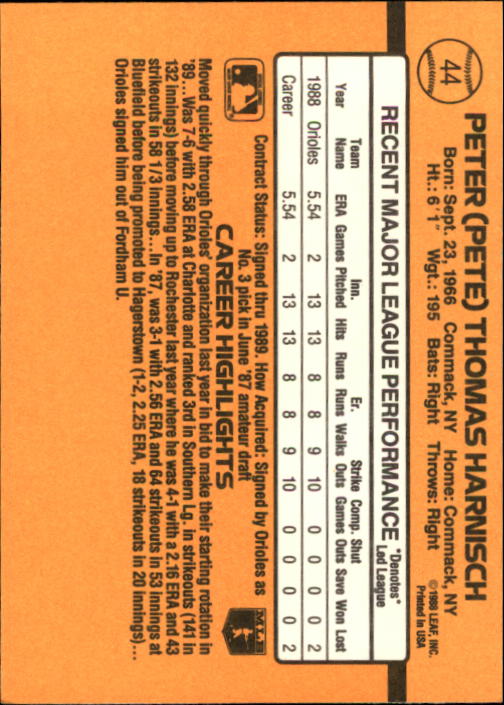 44
PETER (PETE) THOMAS HARNISCH
Born: Sept. 23, 1966 Commack, NY Home: Commack, NY
Ht.: 6'1" Wgt.: 195 Bats: Right Throws: Right
©1988 LEAF, INC.
Printed in USA
RECENT MAJOR LEAGUE PERFORMANCE
*Denotes*
Led League
Team Inn. Er. Strike Comp. Shut
Year Name ERA Games Pitched Hits Runs Runs Walks Outs Games Outs Save Won Lost
1988 Orioles 5.54 2 13 13 8 8 9 10 0 0 0 0 2
Career 5.54 2 13 13 8 8 9 10 0 0 0 0 2
Contract Status: Signed thru 1989. How Acquired: Signed by Orioles as
No. 3 pick in June '87 amateur draft
CAREER HIGHLIGHTS
Moved quickly through Orioles' organization last year in bid to make their starting rotation in
'89...Was 7-6 with 2.58 ERA at Charlotte and ranked 3rd in Southern Lg. in strikeouts (141 in
132 innings) before moving up to Rochester last year where he was 4-1 with a 2.16 ERA and 43
strikeouts in 58 1/3 innings...In '87, was 3-1 with 2.56 ERA and 64 strikeouts in 53 innings at
Bluefield before being promoted to Hagerstown (1-2, 2.25 ERA, 18 strikeouts in 20 innings)...
Orioles signed him out of Fordham U.